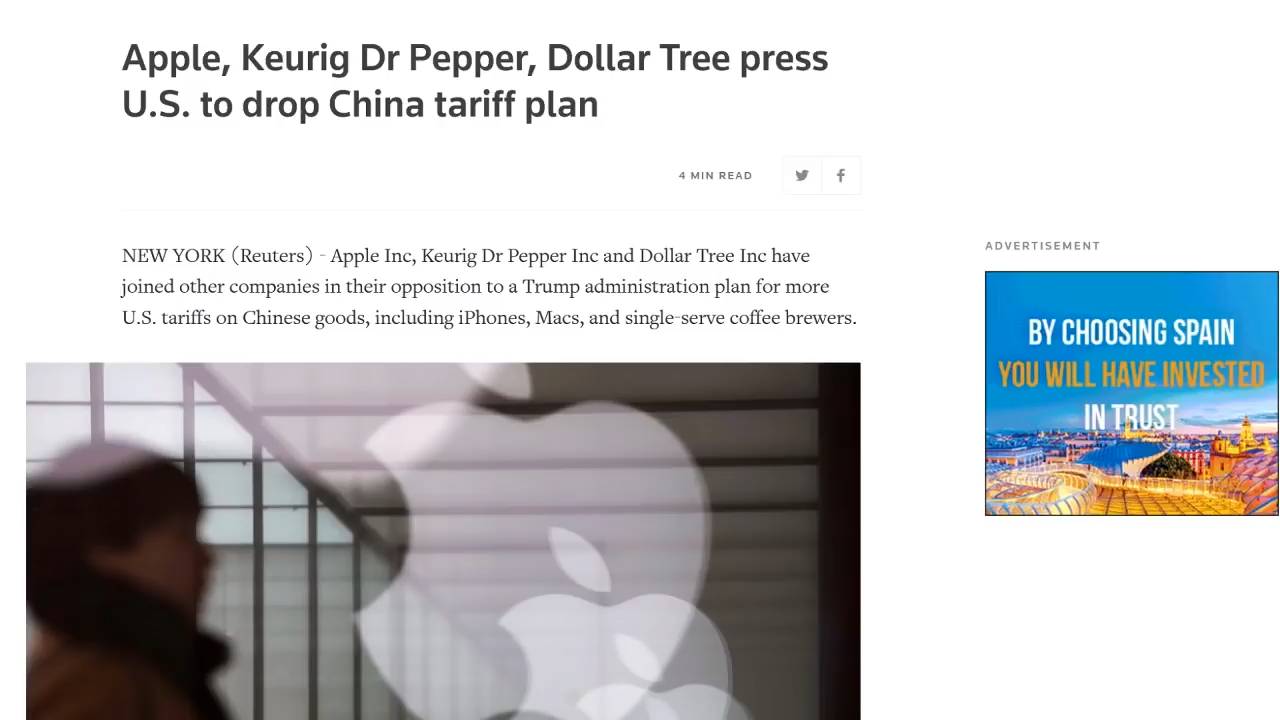 Apple, Keurig Dr Pepper, Dollar Tree press
U.S. to drop China tariff plan
4 MIN READ
NEW YORK (Reuters) - Apple Inc, Keurig Dr Pepper Inc and Dollar Tree Inc have
joined other companies in their opposition to a Trump administration plan for more
U.S. tariffs on Chinese goods, including iPhones, Macs, and single-serve coffee brewers.
ADVERTISEMENT
BY CHOOSING SPAIN
YOU WILL HAVE INVESTED
IN TRUST